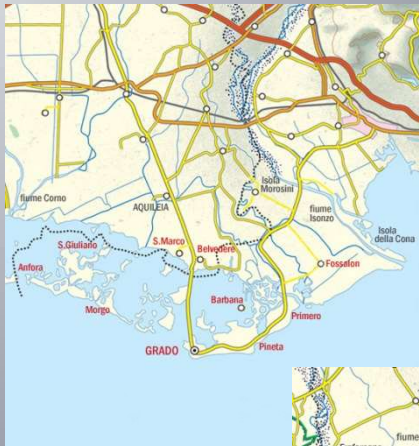 Isola
Morosini
fiume Corno
AQUILEIA
fiume
Isonzo
Isola
della Cona
S.Marco
S.Giuliano
Belvedere
Anfora
Fossalon
Barbana
Morgo
Primero
GRADO
Pineta
fiume